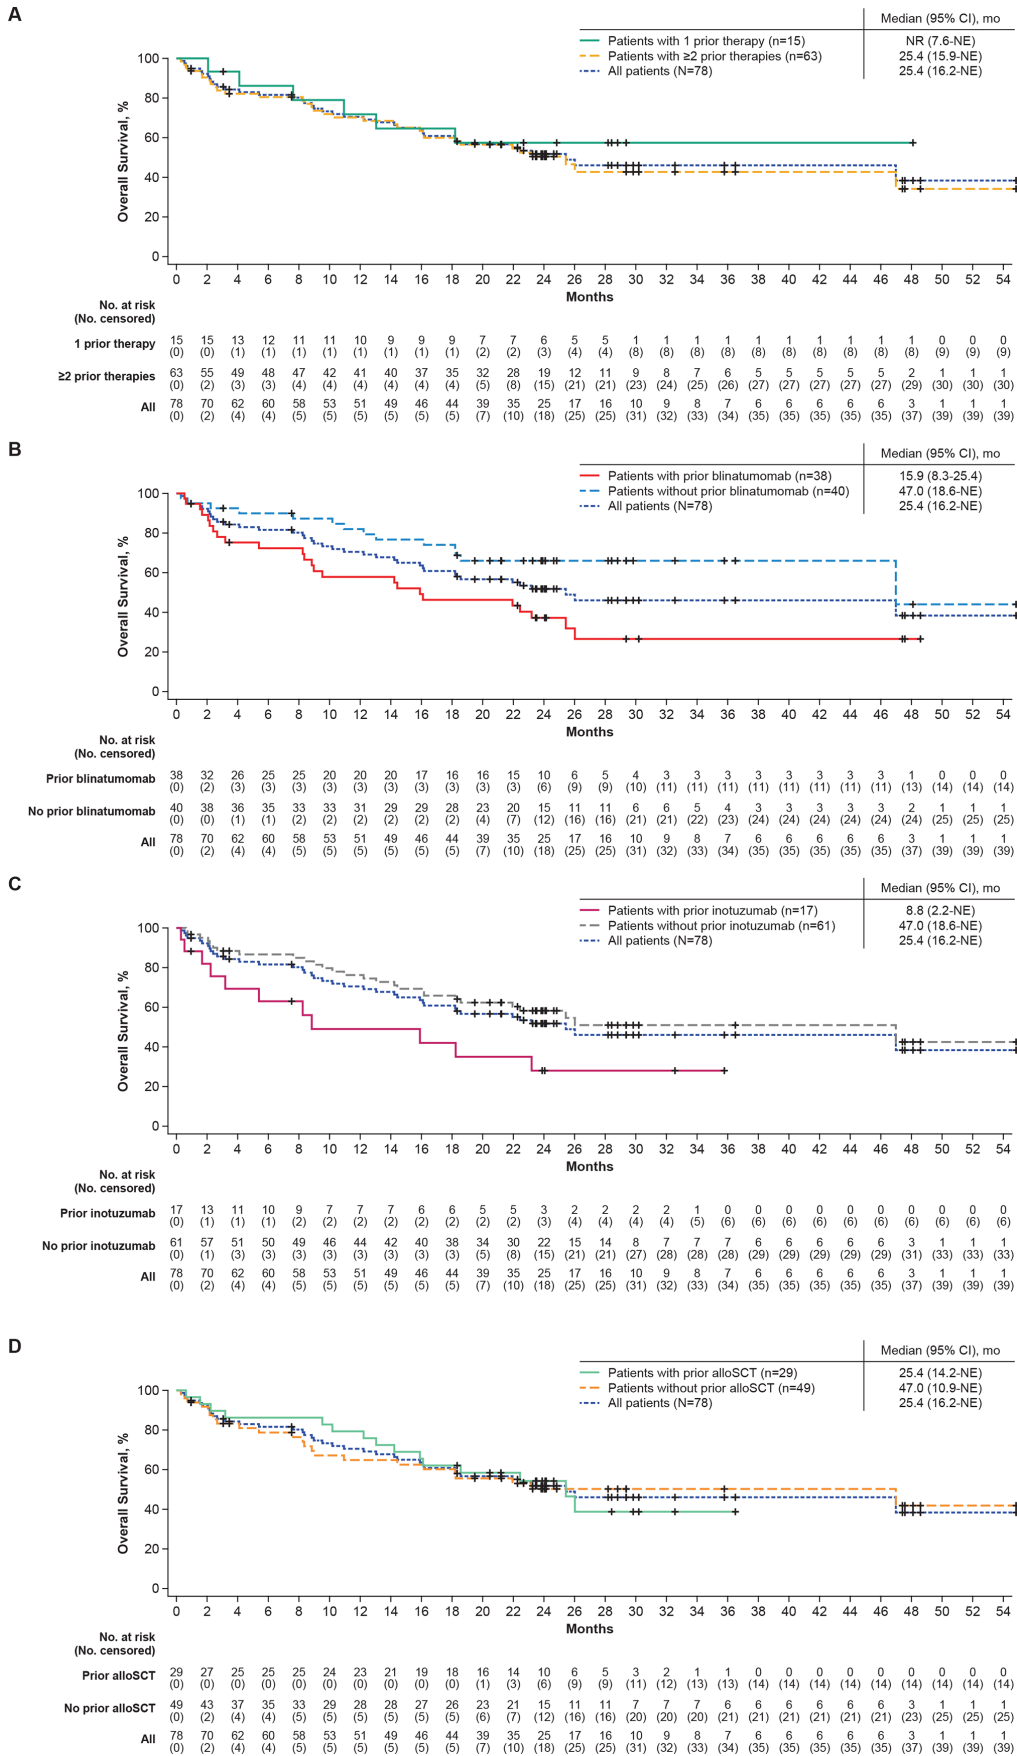 A
Median (95% CI), mo
Patients with 1 prior therapy (n=15) NR (7.6-NE)
Patients with ≥2 prior therapies (n=63) 25.4 (15.9-NE)
All patients (N=78) 25.4 (16.2-NE)
Overall Survival, %
100
80
60
40
20
0
0 2 4 6 8 10 12 14 16 18 20 22 24 26 28 30 32 34 36 38 40 42 44 46 48 50 52 54
Months
No. at risk
(No. censored)
1 prior therapy 15 15 13 12 11 11 10 9 9 9 7 7 6 5 4 1 1 1 1 1 1 1 1 1 1 0 0 0
(0) (0) (1) (1) (1) (1) (1) (1) (1) (1) (2) (2) (3) (4) (4) (8) (8) (8) (8) (8) (8) (8) (8) (8) (8) (9) (9) (9)
≥2 prior therapies 63 55 49 48 47 42 41 40 37 35 32 28 19 12 11 9 8 7 6 5 5 5 5 5 2 1 1 1
(0) (2) (3) (3) (4) (4) (4) (4) (4) (4) (5) (8) (15) (21) (21) (23) (24) (25) (26) (27) (27) (27) (27) (27) (29) (30) (30) (30)
All 78 70 62 60 58 53 51 49 46 44 39 35 25 17 16 10 9 8 7 6 6 6 6 6 3 1 1 1
(0) (2) (4) (4) (5) (5) (5) (5) (5) (5) (7) (10) (18) (25) (25) (31) (32) (33) (34) (35) (35) (35) (35) (35) (37) (39) (39) (39)
B
Median (95% CI), mo
Patients with prior blinatumomab (n=38) 15.9 (8.3-25.4)
Patients without prior blinatumomab (n=40) 47.0 (18.6-NE)
All patients (N=78) 25.4 (16.2-NE)
Overall Survival, %
100
80
60
40
20
0
0 2 4 6 8 10 12 14 16 18 20 22 24 26 28 30 32 34 36 38 40 42 44 46 48 50 52 54
Months
No. at risk
(No. censored)
Prior blinatumomab 38 32 26 25 25 20 20 20 17 16 16 15 10 6 5 4 3 3 3 3 3 3 3 3 1 0 0 0
(0) (2) (3) (3) (3) (3) (3) (3) (3) (3) (3) (3) (6) (9) (9) (10) (11) (11) (11) (11) (11) (11) (11) (11) (13) (14) (14) (14)
No prior blinatumomab 40 38 36 35 33 33 31 29 29 28 23 20 15 11 11 6 6 5 4 3 3 3 3 3 2 1 1 1
(0) (0) (1) (1) (2) (2) (2) (2) (2) (2) (4) (7) (12) (16) (16) (21) (21) (22) (23) (24) (24) (24) (24) (24) (24) (25) (25) (25)
All 78 70 62 60 58 53 51 49 46 44 39 35 25 17 16 10 9 8 7 6 6 6 6 6 3 1 1 1
(0) (2) (4) (4) (5) (5) (5) (5) (5) (5) (7) (10) (18) (25) (25) (31) (32) (33) (34) (35) (35) (35) (35) (35) (37) (39) (39) (39)
C
Median (95% CI), mo
Patients with prior inotuzumab (n=17) 8.8 (2.2-NE)
Patients without prior inotuzumab (n=61) 47.0 (18.6-NE)
All patients (N=78) 25.4 (16.2-NE)
Overall Survival, %
100
80
60
40
20
0
0 2 4 6 8 10 12 14 16 18 20 22 24 26 28 30 32 34 36 38 40 42 44 46 48 50 52 54
Months
No. at risk
(No. censored)
Prior inotuzumab 17 13 11 10 9 7 7 7 6 6 5 5 3 2 2 2 2 1 0 0 0 0 0 0 0 0 0 0
(0) (1) (1) (1) (2) (2) (2) (2) (2) (2) (2) (2) (3) (4) (4) (4) (4) (5) (6) (6) (6) (6) (6) (6) (6) (6) (6) (6)
No prior inotuzumab 61 57 51 50 49 46 44 42 40 38 34 30 22 15 14 8 7 7 7 6 6 6 6 6 3 1 1 1
(0) (1) (3) (3) (3) (3) (3) (3) (3) (3) (5) (8) (15) (21) (21) (27) (28) (28) (28) (29) (29) (29) (29) (29) (31) (33) (33) (33)
All 78 70 62 60 58 53 51 49 46 44 39 35 25 17 16 10 9 8 7 6 6 6 6 6 3 1 1 1
(0) (2) (4) (4) (5) (5) (5) (5) (5) (5) (7) (10) (18) (25) (25) (31) (32) (33) (34) (35) (35) (35) (35) (35) (37) (39) (39) (39)
D
Median (95% CI), mo
Patients with prior alloSCT (n=29) 25.4 (14.2-NE)
Patients without prior alloSCT (n=49) 47.0 (10.9-NE)
All patients (N=78) 25.4 (16.2-NE)
Overall Survival, %
100
80
60
40
20
0
0 2 4 6 8 10 12 14 16 18 20 22 24 26 28 30 32 34 36 38 40 42 44 46 48 50 52 54
Months
No. at risk
(No. censored)
Prior alloSCT 29 27 25 25 25 24 23 21 19 18 16 14 10 6 5 3 2 1 1 0 0 0 0 0 0 0 0 0
(0) (0) (0) (0) (0) (0) (0) (0) (0) (0) (1) (3) (6) (9) (9) (11) (12) (13) (13) (14) (14) (14) (14) (14) (14) (14) (14) (14)
No prior alloSCT 49 43 37 35 33 29 28 28 27 26 23 21 15 11 11 7 7 7 6 6 6 6 6 6 3 1 1 1
(0) (2) (4) (4) (5) (5) (5) (5) (5) (5) (6) (7) (12) (16) (16) (20) (20) (20) (21) (21) (21) (21) (21) (21) (23) (25) (25) (25)
All 78 70 62 60 58 53 51 49 46 44 39 35 25 17 16 10 9 8 7 6 6 6 6 6 3 1 1 1
(0) (2) (4) (4) (5) (5) (5) (5) (5) (5) (7) (10) (18) (25) (25) (31) (32) (33) (34) (35) (35) (35) (35) (35) (37) (39) (39) (39)